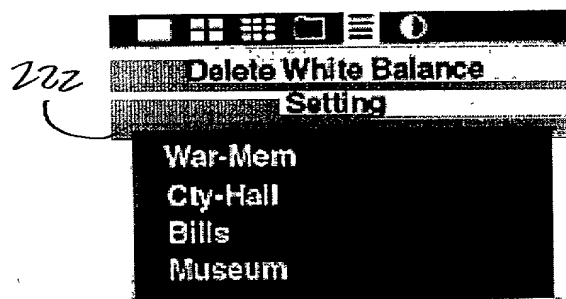 222
Delete White Balance
Setting
War-Mem
Cty-Hall
Bills
Museum